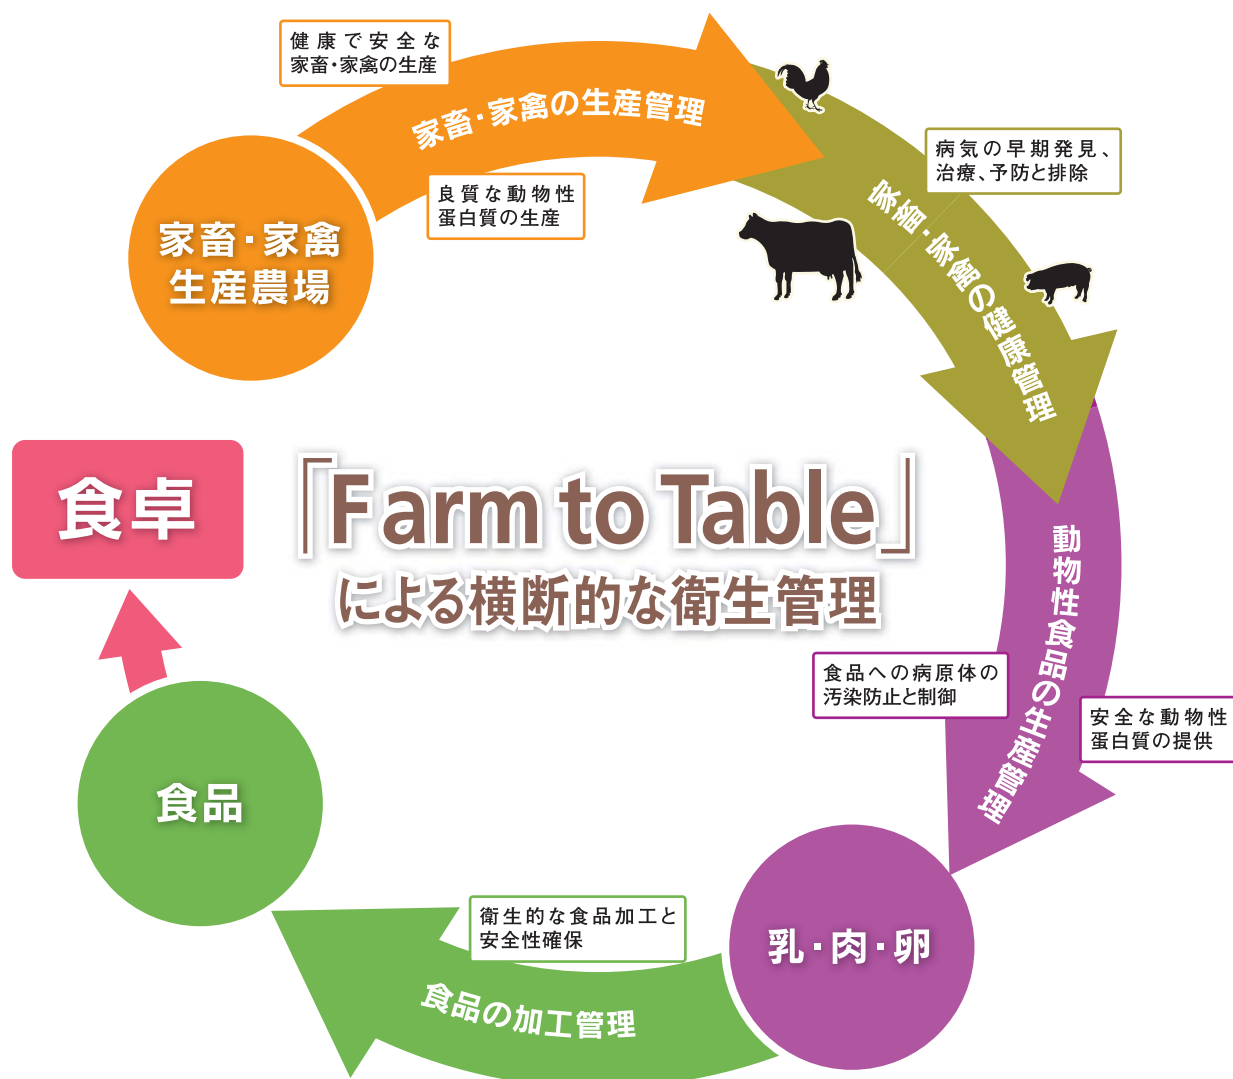 健康で安全な
家畜・家禽の生産
家畜・家禽の生産管理
良質な動物性
蛋白質の生産
家畜・家禽
生産農場
病気の早期発見、
治療、予防と排除
家畜・家禽の健康管理
「Farm to Table」
による横断的な衛生管理
動物性食品の生産管理
食品への病原体の
汚染防止と制御
安全な動物性
蛋白質の提供
乳・肉・卵
衛生的な食品加工と
安全性確保
食品の加工管理
食品
食卓